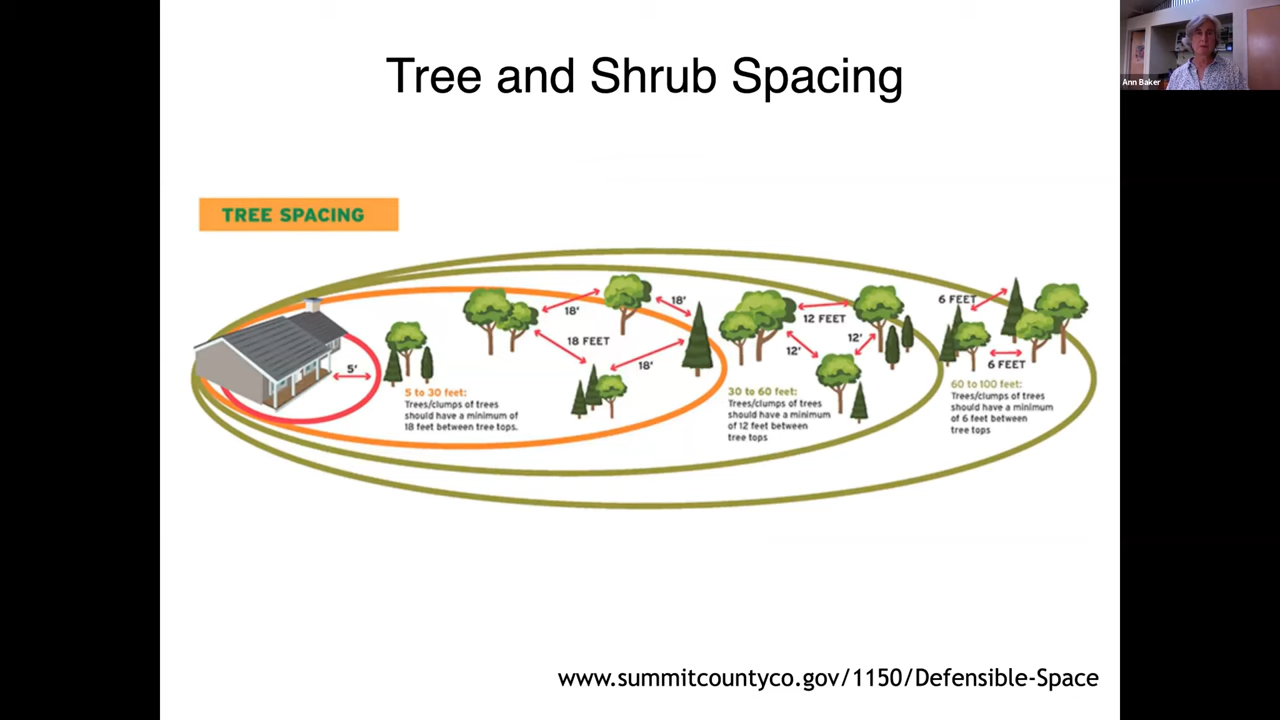 Tree and Shrub Spacing
Ann Baker
TREE SPACING
5'
5 to 30 feet:
Trees/clumps of trees
should have a minimum of
18 feet between tree tops.
18'
18'
18 FEET
18'
12 FEET
12'
12'
30 to 60 feet:
Trees/clumps of trees
should have a minimum
of 12 feet between
tree tops
6 FEET
6 FEET
60 to 100 feet:
Trees/clumps of trees
should have a minimum
of 6 feet between
tree tops
www.summitcountyco.gov/1150/Defensible-Space